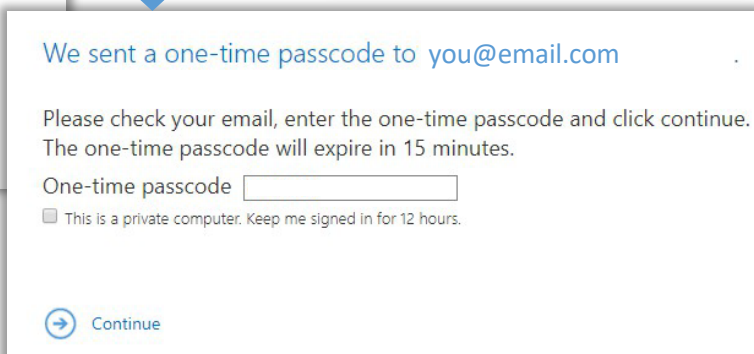 We sent a one-time passcode to you@email.com .
Please check your email, enter the one-time passcode and click continue.
The one-time passcode will expire in 15 minutes.
One-time passcode
This is a private computer. Keep me signed in for 12 hours.
Continue